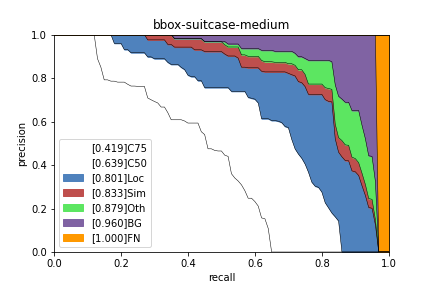 bbox-suitcase-medium
1.0
0.8
0.6
0.4
0.2
0.0
precision
[0.419]C75
[0.639]C50
[0.801]Loc
[0.833]Sim
[0.879]Oth
[0.960]BG
[1.000]FN
0.0 0.2 0.4 0.6 0.8 1.0
recall